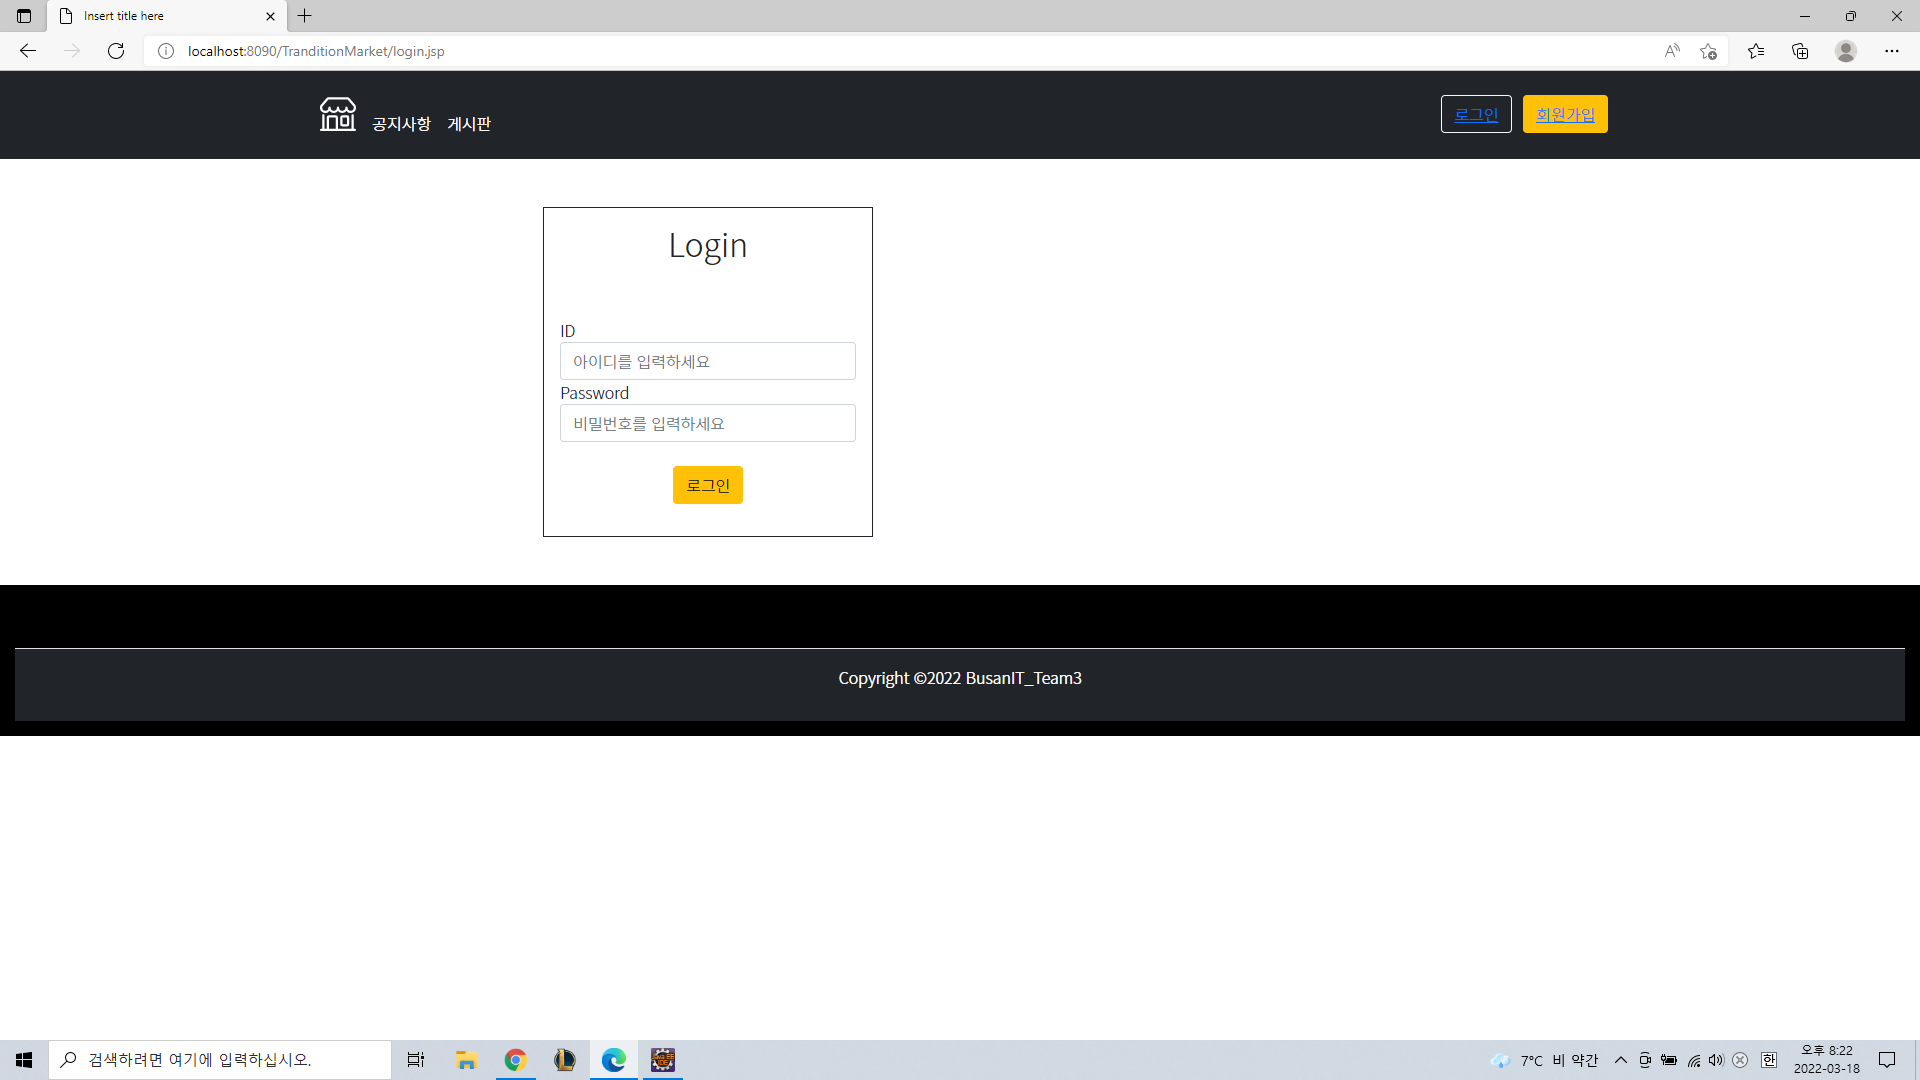 Insert title here
localhost:8090/TranditionMarket/login.jsp
공지사항 게시판
로그인 회원가입
Login
ID
아이디를 입력하세요
Password
비밀번호를 입력하세요
로그인
Copyright ©2022 BusanIT_Team3
검색하려면 여기에 입력하십시오.
7°C 비 약간
한
오후 8:22
2022-03-18